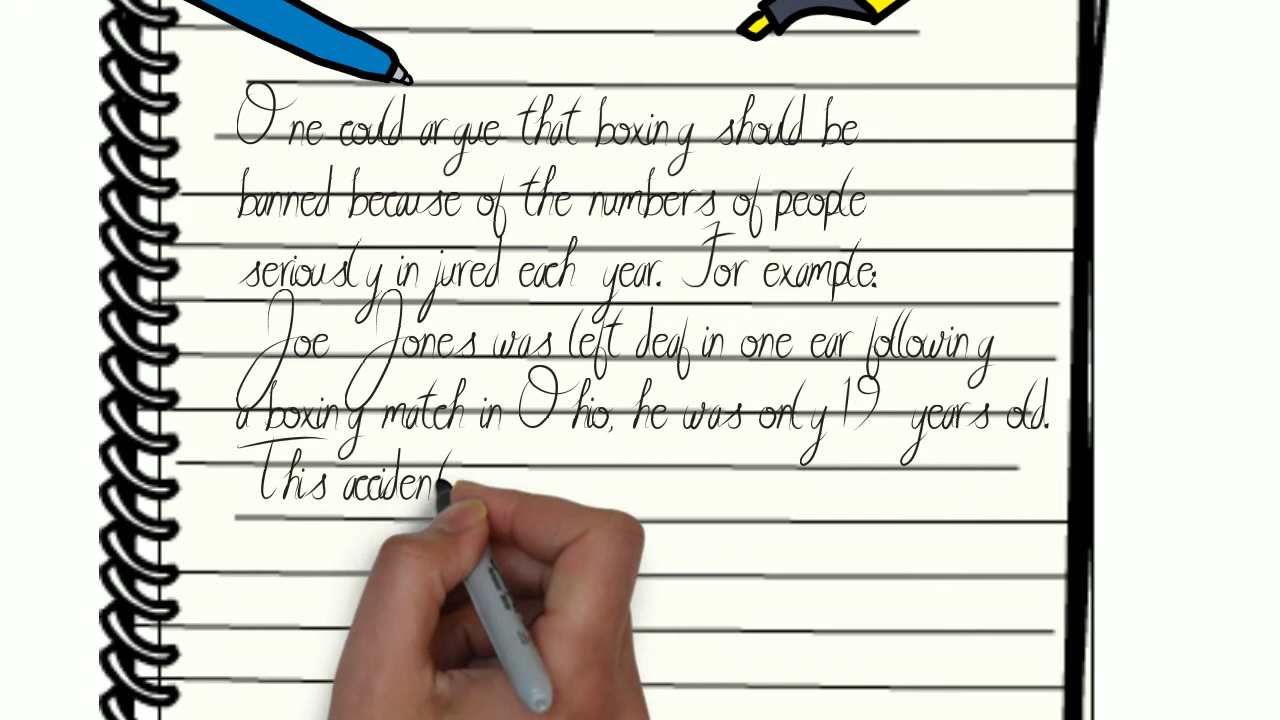 One could argue that boxing should be
banned because of the numbers of people
seriously injured each year. For example:
Joe Jones was left deaf in one ear following
a boxing match in Ohio, he was only 19 years old.
This acciden